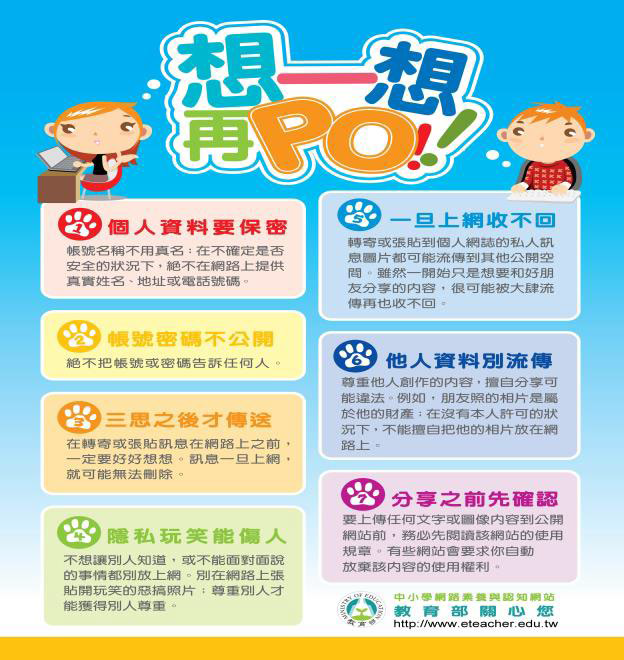 想一想
再PO!!
1 個人資料要保密
帳號名稱不用真名：在不確定是否
安全的狀況下，絕不在網路上提供
真實姓名、地址或電話號碼。
2 帳號密碼不公開
絕不把帳號或密碼告訴任何人。
3 三思之後才傳送
在轉寄或張貼訊息在網路上之前，
一定要好好想想。訊息一旦上網，
就可能無法刪除。
4 隱私玩笑能傷人
不想讓別人知道，或不能面對面說
的事情都別放上網。別在網路上張
貼開玩笑的惡搞照片；尊重別人才
能獲得別人尊重。
5 一旦上網收不回
轉寄或張貼到個人網誌的私人訊
息圖片都可能流傳到其他公開空
間。雖然一開始只是想要和好朋
友分享的內容，很可能被大肆流
傳再也收不回。
6 他人資料別流傳
尊重他人創作的內容，擅自分享可
能違法。例如，朋友照的相片是屬
於他的財產；在沒有本人許可的狀
況下，不能擅自把他的相片放在網
路上。
7 分享之前先確認
要上傳任何文字或圖像內容到公開
網站前，務必先閱讀該網站的使用
規章。有些網站會要求你自動
放棄該內容的使用權利。
MINISTRY OF EDUCATION
教育部
中小學網路素養與認知網站
教育部關心您
http://www.eteacher.edu.tw